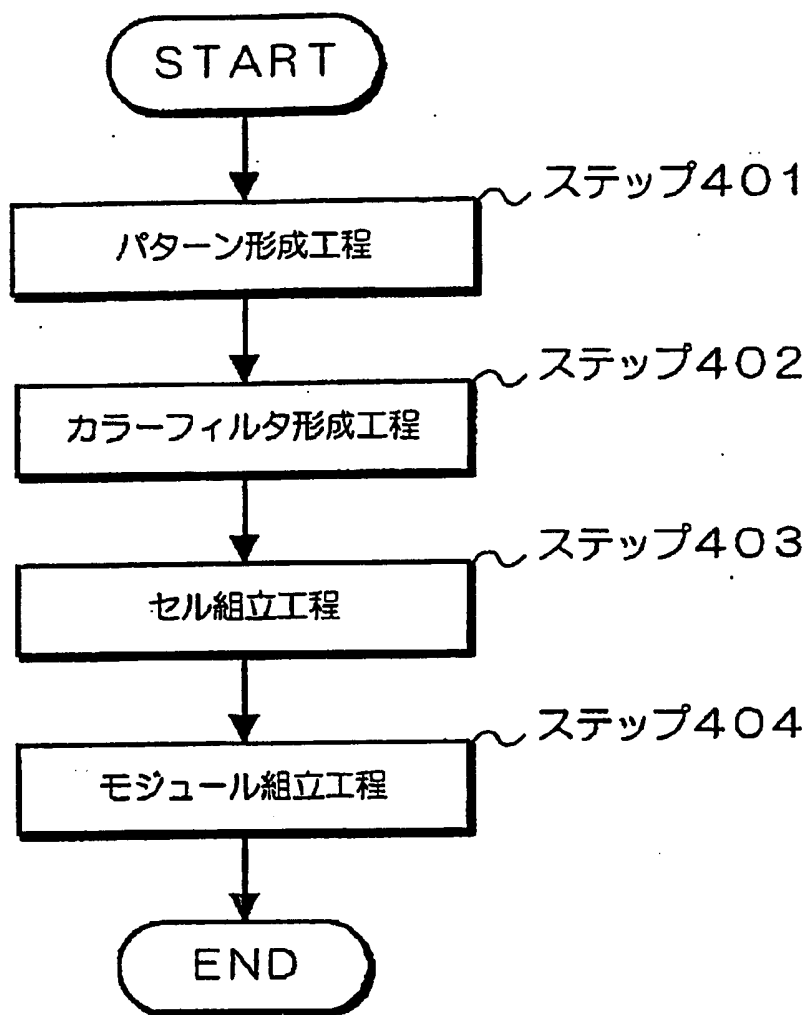 START
ステップ401
パターン形成工程
ステップ402
カラーフィルタ形成工程
ステップ403
セル組立工程
ステップ404
モジュール組立工程
END